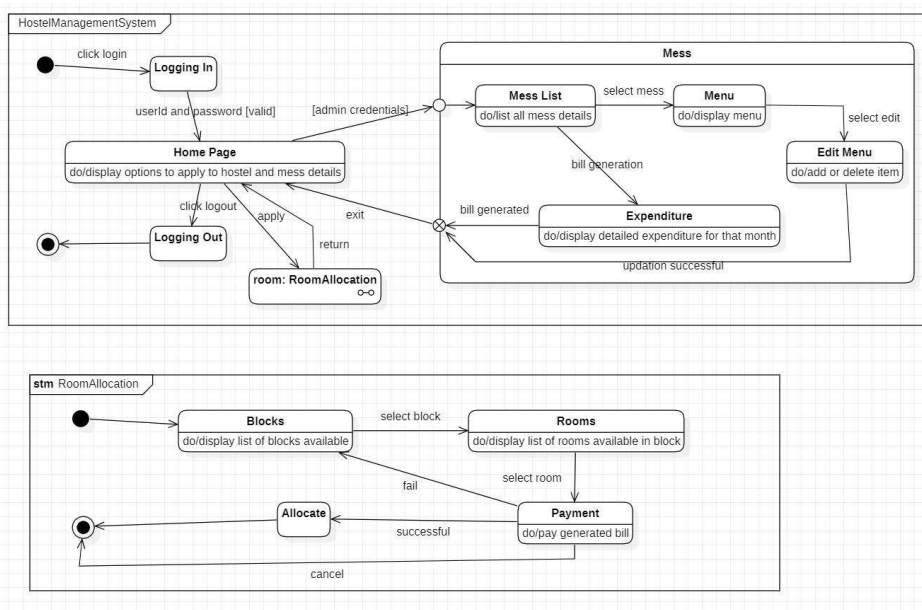 HostelManagementSystem
click login
Logging In
userId and password [valid]
Home Page
do/display options to apply to hostel and mess details
click logout
Logging Out
apply
return
room: RoomAllocation
[admin credentials]
exit
Mess
Mess List
do/list all mess details
select mess
Menu
do/display menu
select edit
Edit Menu
do/add or delete item
bill generation
bill generated
Expenditure
do/display detailed expenditure for that month
updation successful
stm RoomAllocation
Blocks
do/display list of blocks available
select block
Rooms
do/display list of rooms available in block
select room
fail
Payment
do/pay generated bill
Allocate
successful
cancel